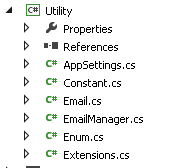 C# Utility
Properties
References
C# AppSettings.cs
C# Constant.cs
C# Email.cs
C# EmailManager.cs
C# Enum.cs
C# Extensions.cs